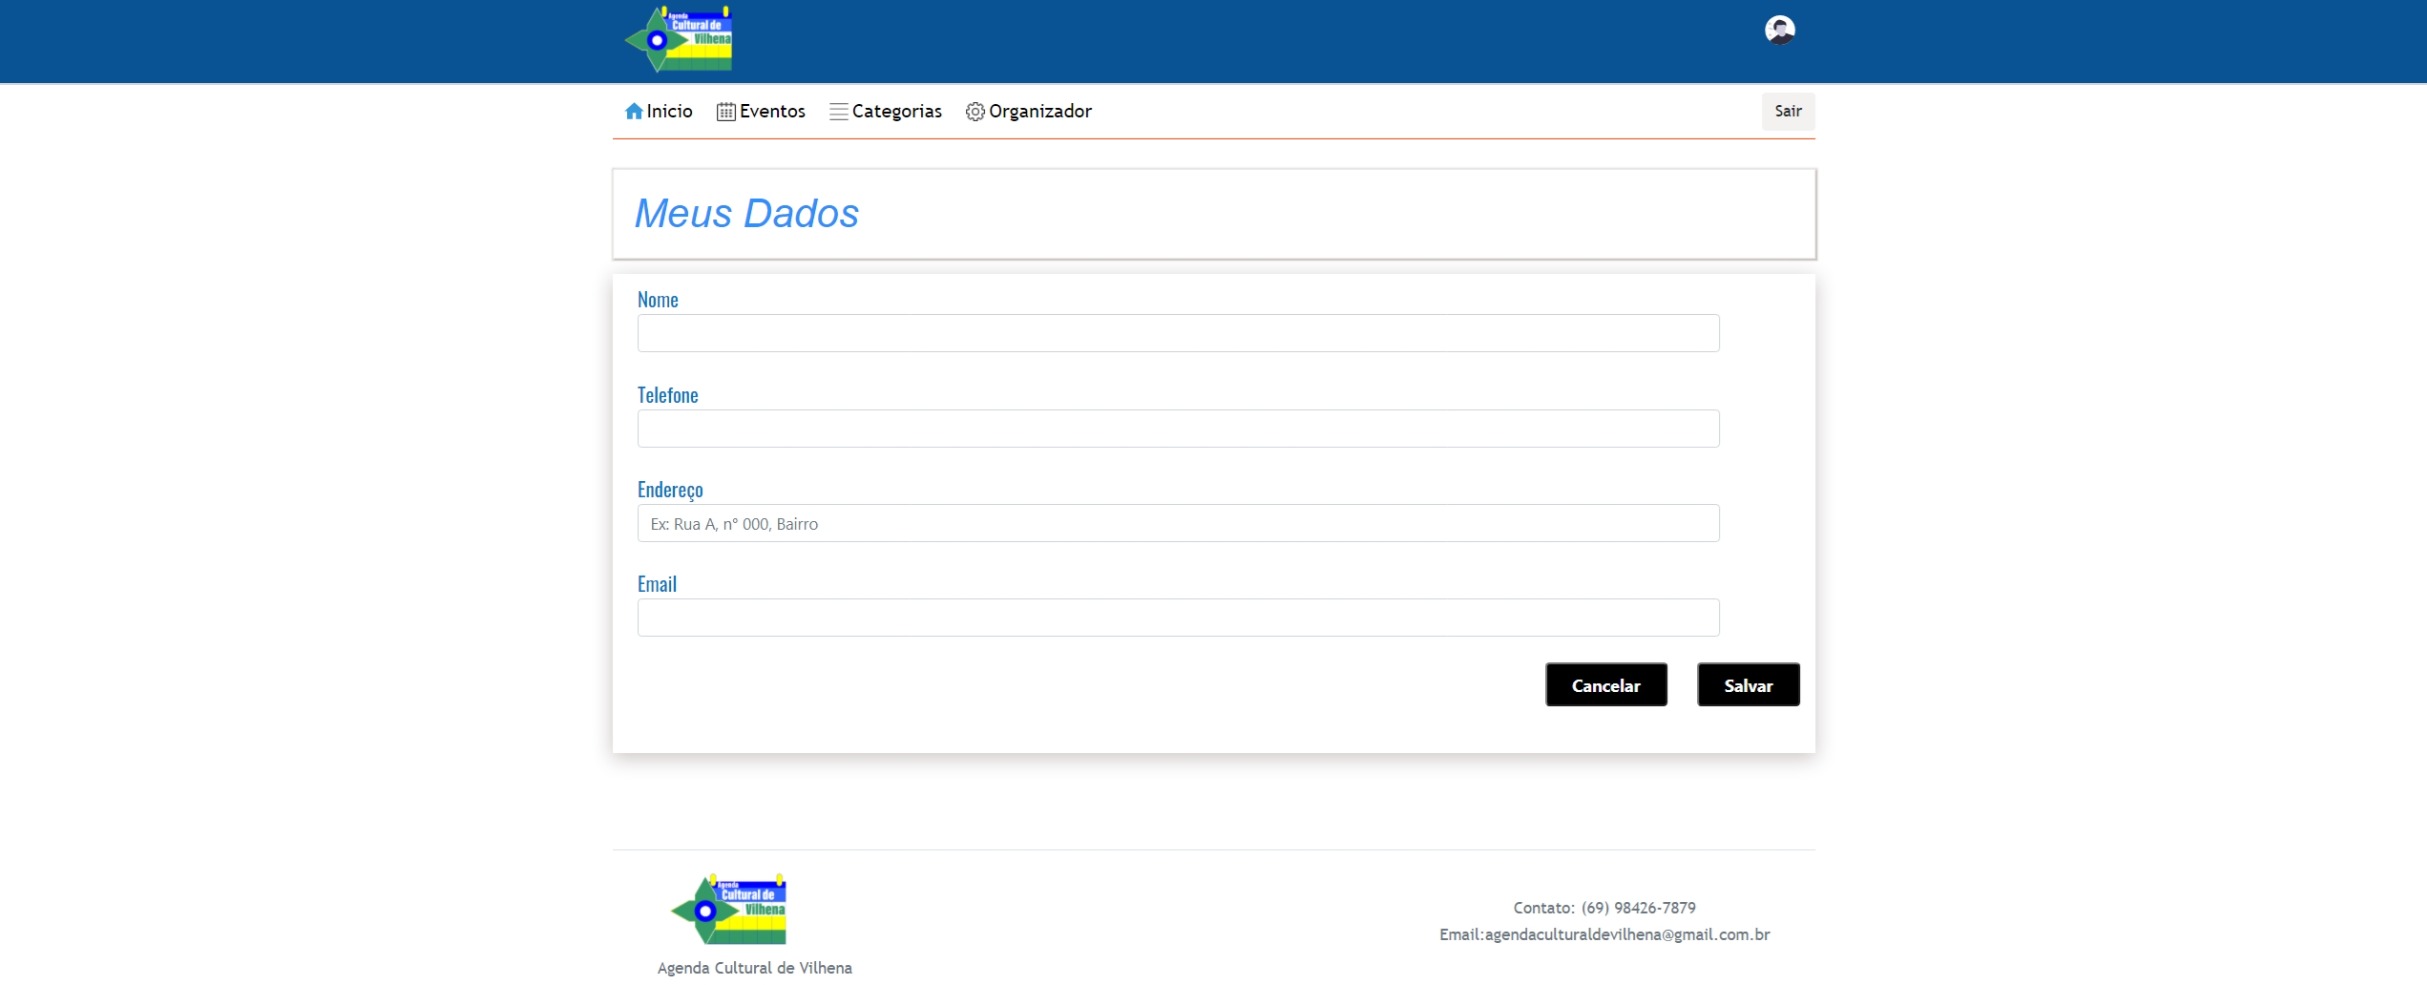 Agenda
Cultural de
Vilhena
Inicio Eventos Categorias Organizador Sair
Meus Dados
Nome
Telefone
Endereço
Ex: Rua A, n° 000, Bairro
Email
Cancelar Salvar
Agenda
Cultural de
Vilhena
Agenda Cultural de Vilhena
Contato: (69) 98426-7879
Email:agendaculturaldevilhena@gmail.com.br